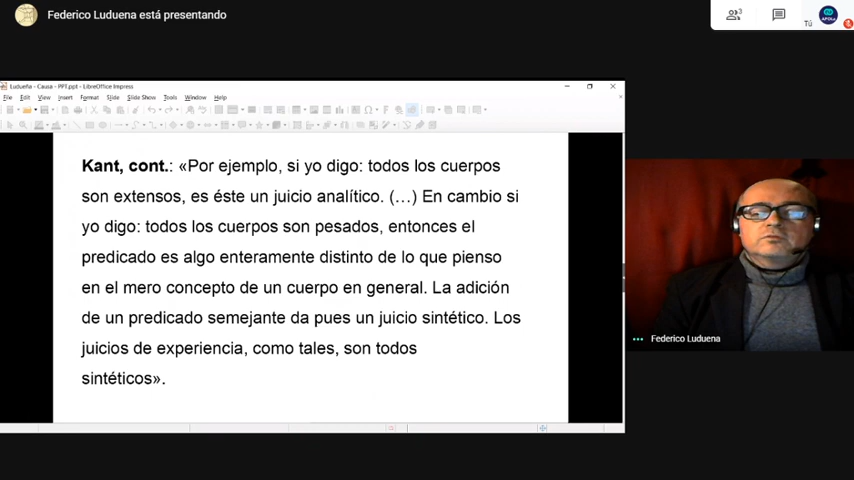 Federico Luduena está presentando
3
Tú
APOLa
Ludueña - Causa - PPT.ppt - LibreOffice Impress
File Edit View Insert Format Slide Slide Show Tools Window Help
Kant, cont.: «Por ejemplo, si yo digo: todos los cuerpos
son extensos, es éste un juicio analítico. (…) En cambio si
yo digo: todos los cuerpos son pesados, entonces el
predicado es algo enteramente distinto de lo que pienso
en el mero concepto de un cuerpo en general. La adición
de un predicado semejante da pues un juicio sintético. Los
juicios de experiencia, como tales, son todos
sintéticos».
Federico Luduena